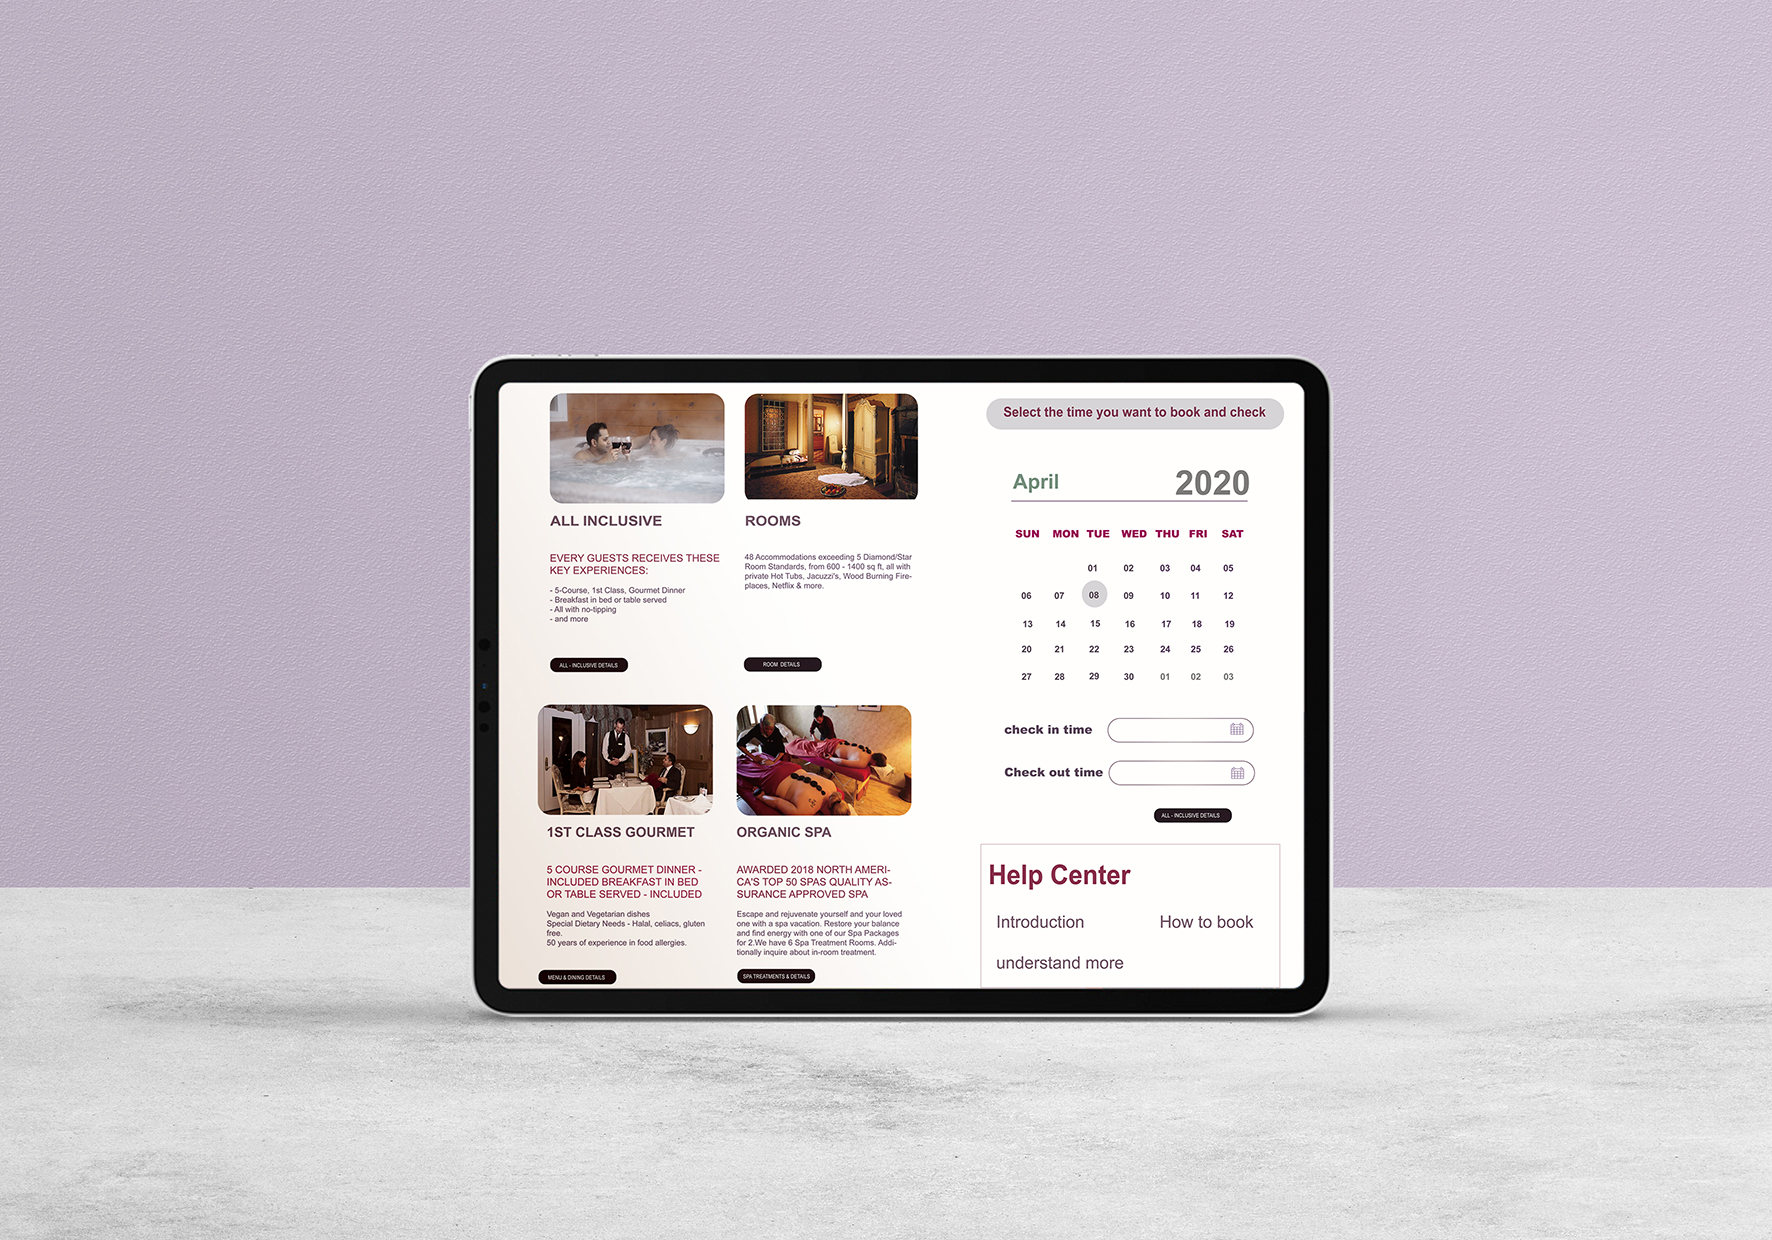 ALL INCLUSIVE
EVERY GUESTS RECEIVES THESE
KEY EXPERIENCES:
- 5-Course, 1st Class, Gourmet Dinner
- Breakfast in bed or table served
- All with no-tipping
- and more
ALL - INCLUSIVE DETAILS
ROOMS
48 Accommodations exceeding 5 Diamond/Star
Room Standards, from 600 - 1400 sq ft, all with
private Hot Tubs, Jacuzzi's, Wood Burning Fire-
places, Netflix & more.
ROOM DETAILS
1ST CLASS GOURMET
5 COURSE GOURMET DINNER -
INCLUDED BREAKFAST IN BED
OR TABLE SERVED - INCLUDED
Vegan and Vegetarian dishes
Special Dietary Needs - Halal, celiacs, gluten
free.
50 years of experience in food allergies.
MENU & DINING DETAILS
ORGANIC SPA
AWARDED 2018 NORTH AMERI-
CA'S TOP 50 SPAS QUALITY AS-
SURANCE APPROVED SPA
Escape and rejuvenate yourself and your loved
one with a spa vacation. Restore your balance
and find energy with one of our Spa Packages
for 2.We have 6 Spa Treatment Rooms. Addi-
tionally inquire about in-room treatment.
SPA TREATMENTS & DETAILS
Select the time you want to book and check
April 2020
SUN MON TUE WED THU FRI SAT
01 02 03 04 05
06 07 08 09 10 11 12
13 14 15 16 17 18 19
20 21 22 23 24 25 26
27 28 29 30 01 02 03
check in time
Check out time
ALL - INCLUSIVE DETAILS
Help Center
Introduction How to book
understand more